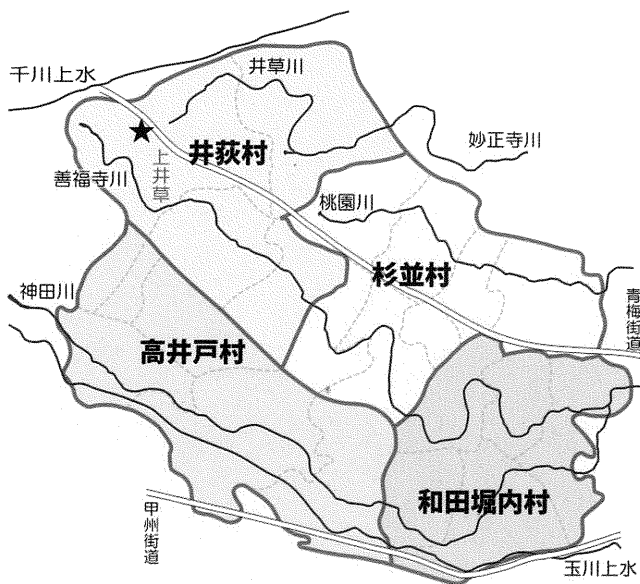 千川上水
井草川
妙正寺川
上井草
井荻村
善福寺川
桃園川
杉並村
神田川
青梅街道
高井戸村
和田堀内村
甲州街道
玉川上水